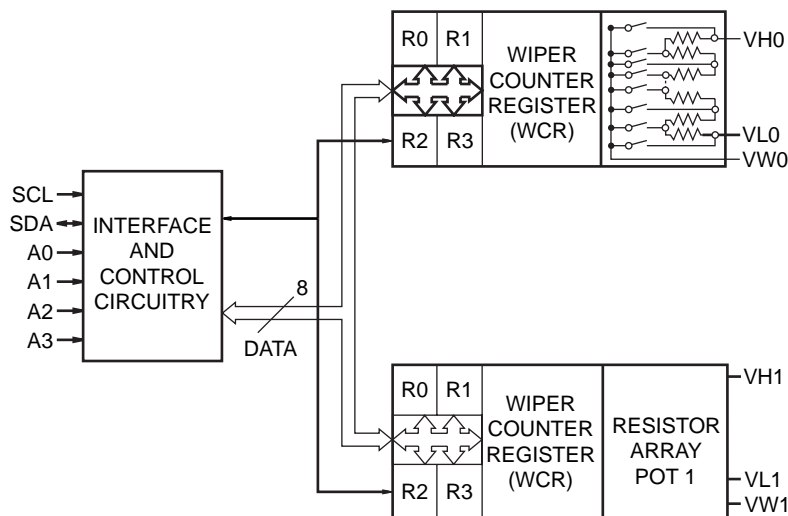 R0 R1
WIPER
COUNTER
REGISTER
(WCR)
R2 R3
VH0
VL0
VW0
SCL
SDA
A0
A1
A2
A3
INTERFACE
AND
CONTROL
CIRCUITRY
8
DATA
R0 R1
WIPER
COUNTER
REGISTER
(WCR)
R2 R3
RESISTOR
ARRAY
POT 1
VH1
VL1
VW1